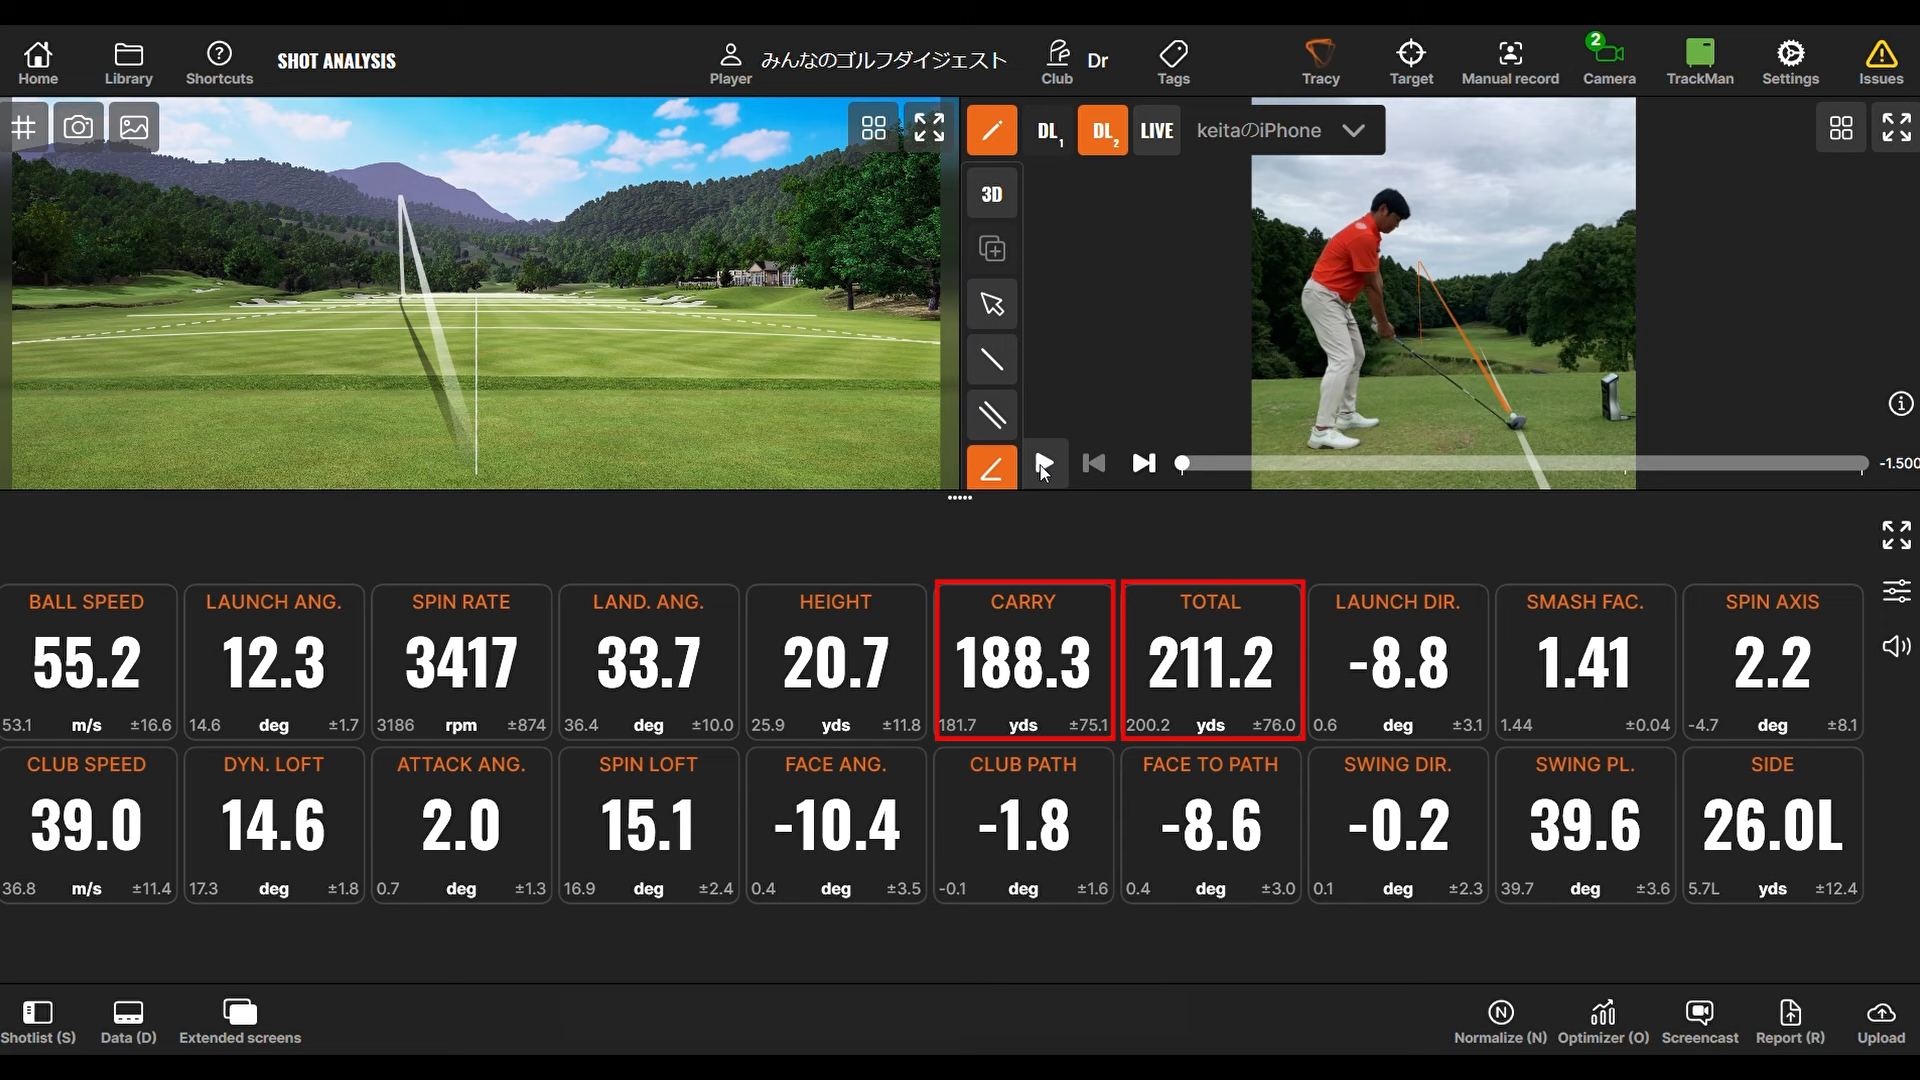 Home
Library
Shortcuts
SHOT ANALYSIS
Player
みんなのゴルフダイジェスト
Club
Dr
Tags
Tracy
Target
Manual record
2
Camera
TrackMan
Settings
Issues
DL1
DL2
LIVE
keitaのiPhone
3D
-1.500
BALL SPEED
55.2
53.1 m/s ±16.6
LAUNCH ANG.
12.3
14.6 deg ±1.7
SPIN RATE
3417
3186 rpm ±874
LAND. ANG.
33.7
36.4 deg ±10.0
HEIGHT
20.7
25.9 yds ±11.8
CARRY
188.3
181.7 yds ±75.1
TOTAL
211.2
200.2 yds ±76.0
LAUNCH DIR.
-8.8
0.6 deg ±3.1
SMASH FAC.
1.41
1.44 ±0.04
SPIN AXIS
2.2
-4.7 deg ±8.1
CLUB SPEED
39.0
36.8 m/s ±11.4
DYN. LOFT
14.6
17.3 deg ±1.8
ATTACK ANG.
2.0
0.7 deg ±1.3
SPIN LOFT
15.1
16.9 deg ±2.4
FACE ANG.
-10.4
0.4 deg ±3.5
CLUB PATH
-1.8
-0.1 deg ±1.6
FACE TO PATH
-8.6
0.4 deg ±3.0
SWING DIR.
-0.2
0.1 deg ±2.3
SWING PL.
39.6
39.7 deg ±3.6
SIDE
26.0L
5.7L yds ±12.4
Shotlist (S)
Data (D)
Extended screens
N
Normalize (N)
Optimizer (O)
Screencast
Report (R)
Upload